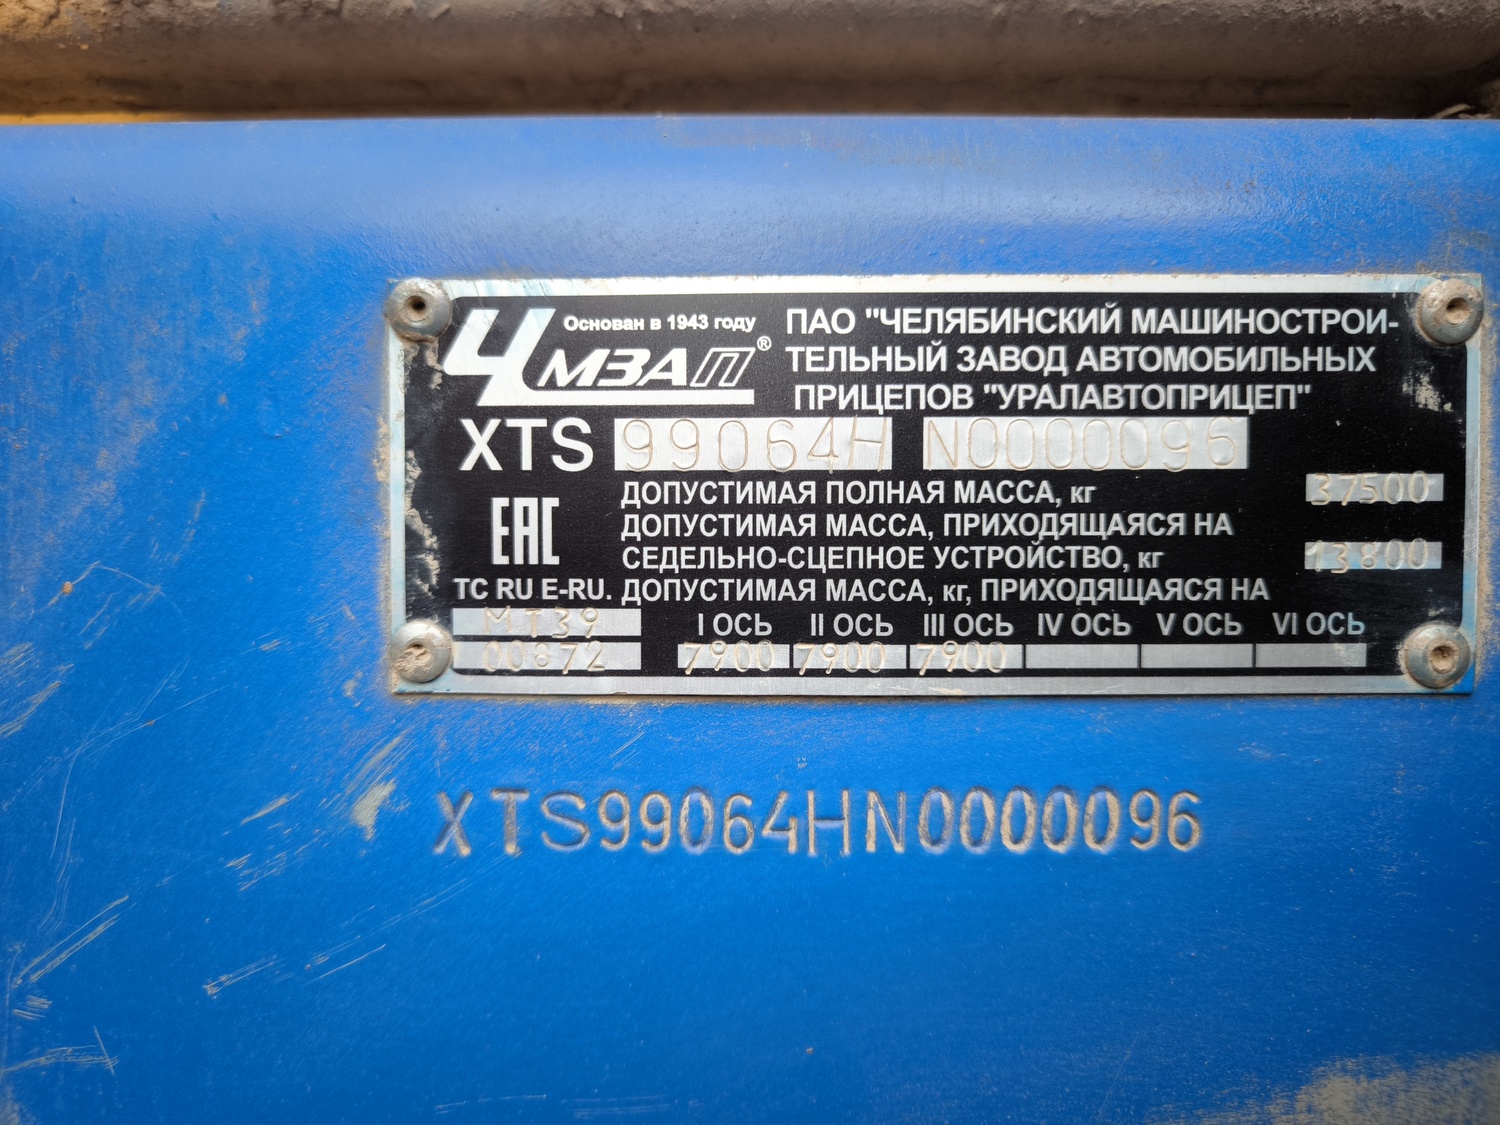 Основан в 1943 году
ЧМЗАП®
ПАО "ЧЕЛЯБИНСКИЙ МАШИНОСТРОИ-
ТЕЛЬНЫЙ ЗАВОД АВТОМОБИЛЬНЫХ
ПРИЦЕПОВ "УРАЛАВТОПРИЦЕП"
XTS 99064H N0000096
ДОПУСТИМАЯ ПОЛНАЯ МАССА, кг 37500
ДОПУСТИМАЯ МАССА, ПРИХОДЯЩАЯСЯ НА
СЕДЕЛЬНО-СЦЕПНОЕ УСТРОЙСТВО, кг 13800
EAC
TC RU E-RU. ДОПУСТИМАЯ МАССА, кг, ПРИХОДЯЩАЯСЯ НА
МТ39 I ОСЬ II ОСЬ III ОСЬ IV ОСЬ V ОСЬ VI ОСЬ
00872 7900 7900 7900
XTS99064HN0000096